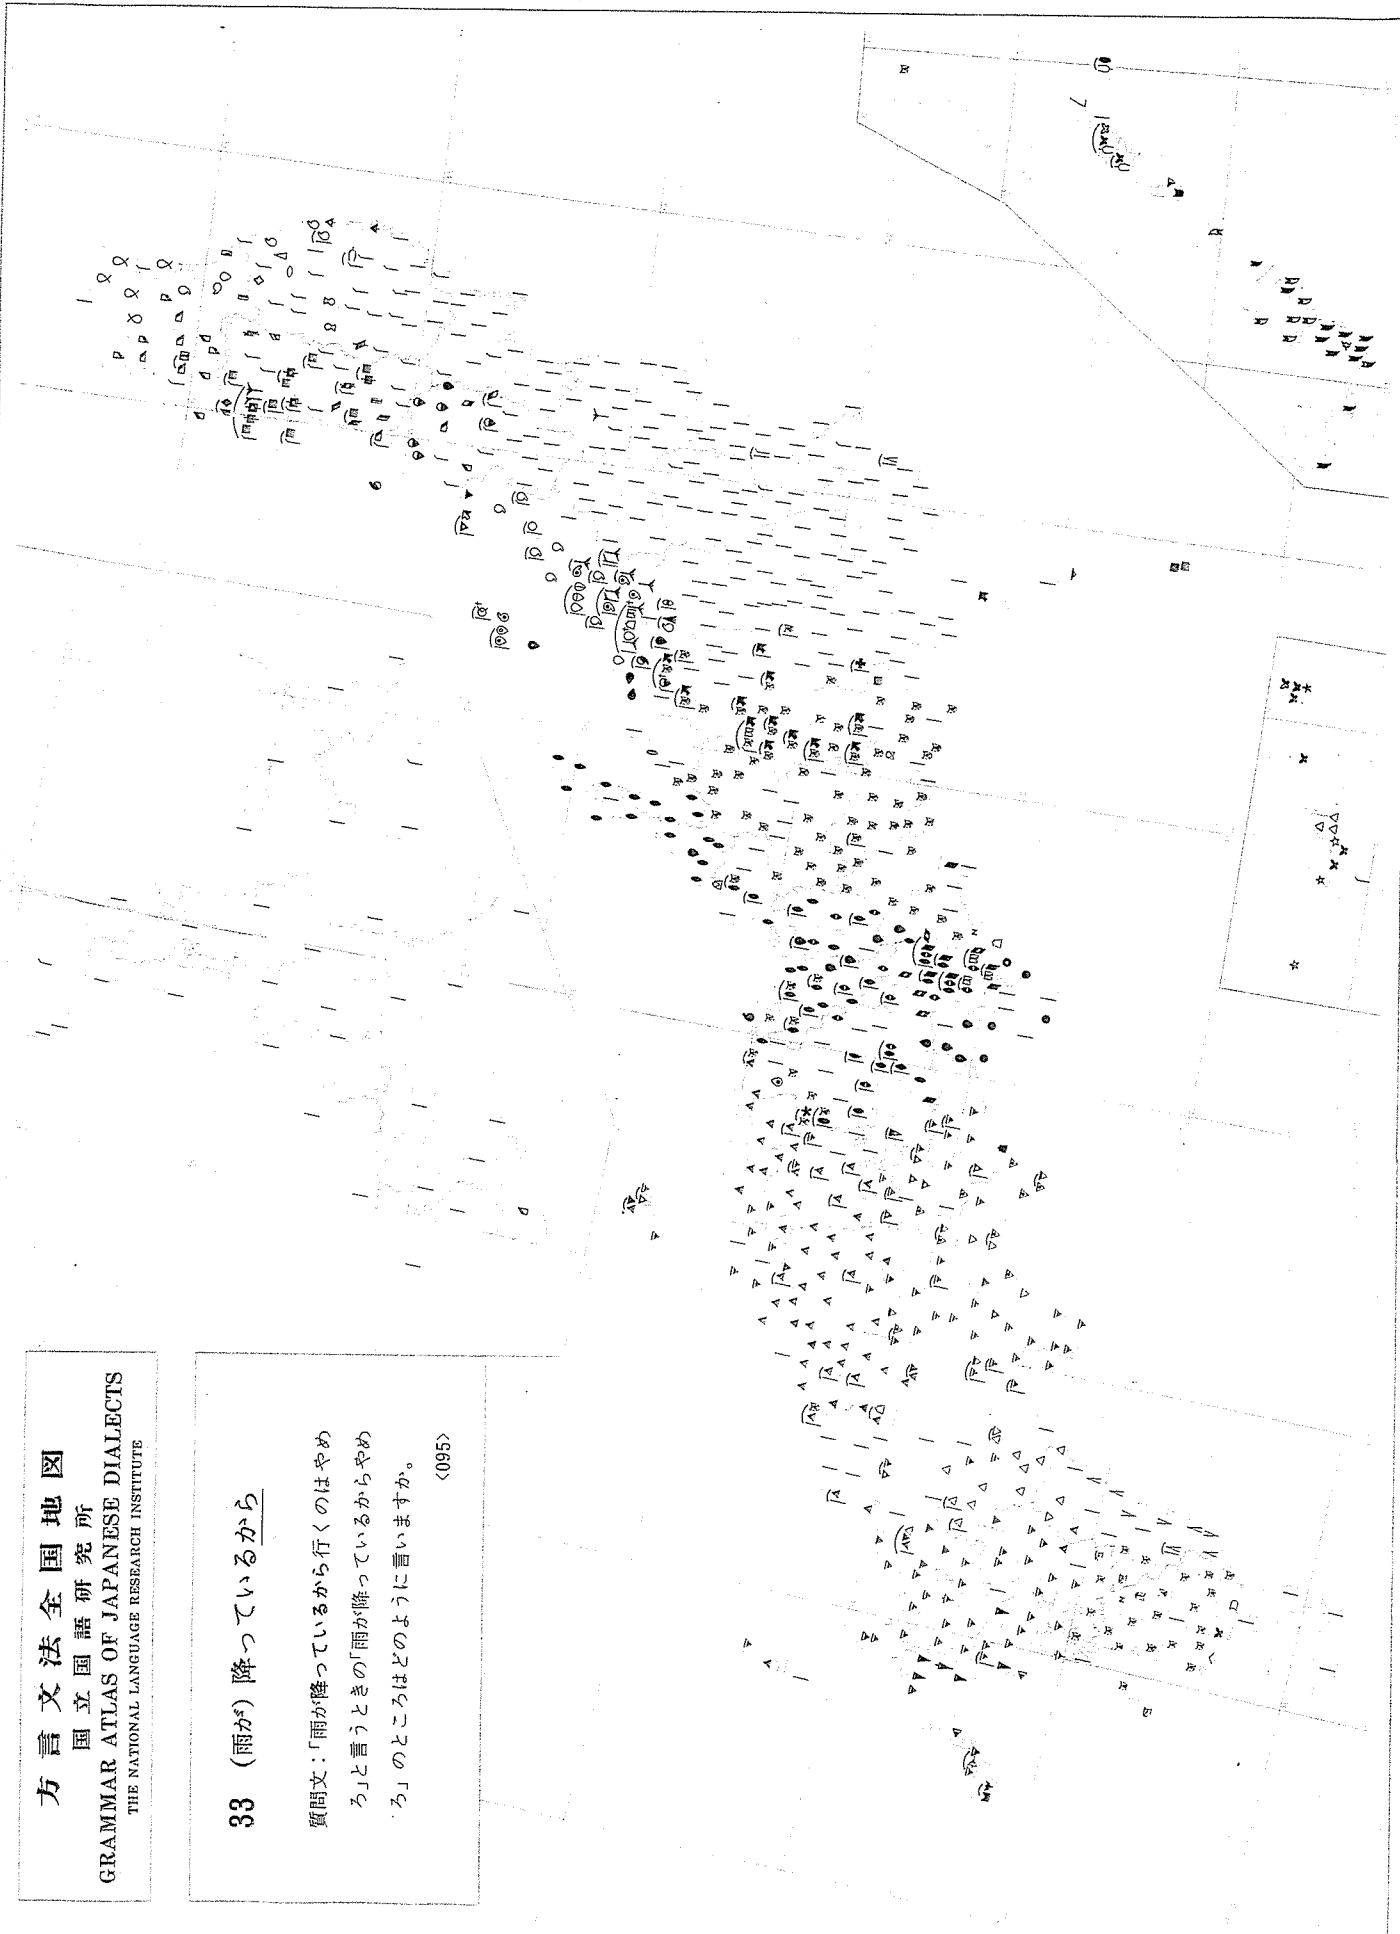 方言文法全国地図
国立国語研究所
GRAMMAR ATLAS OF JAPANESE DIALECTS
THE NATIONAL LANGUAGE RESEARCH INSTITUTE
33 (雨が) 降っているから
質問文:「雨が降っているから行くのはやめ
ろ」と言うときの「雨が降っているからやめ
ろ」のところはどのように言いますか。
〈095〉